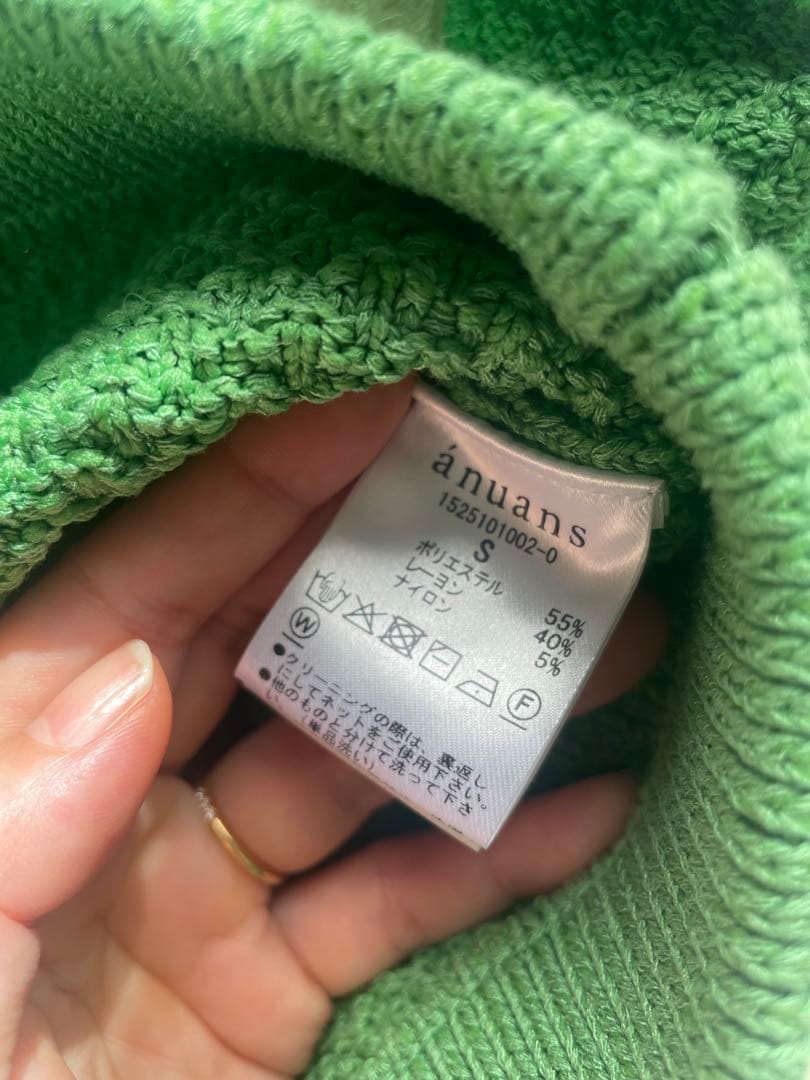 ánuans
1525101002-0
S
ポリエステル 55%
レーヨン 40%
ナイロン 5%
W F
●クリーニングの際は、裏返し
にしてネットをご使用下さい。
●他のものと分けて洗って下さ
い。(単品洗い)